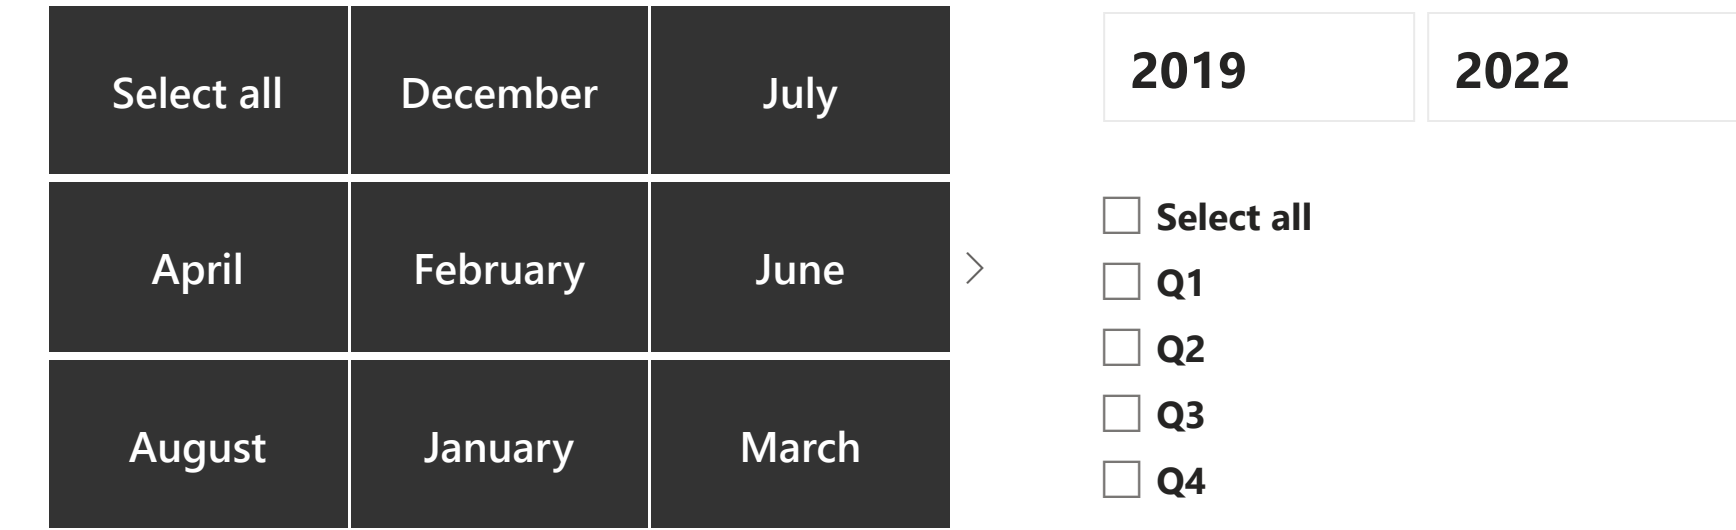 Select all December July
April February June
August January March
2019 2022
Select all
Q1
Q2
Q3
Q4